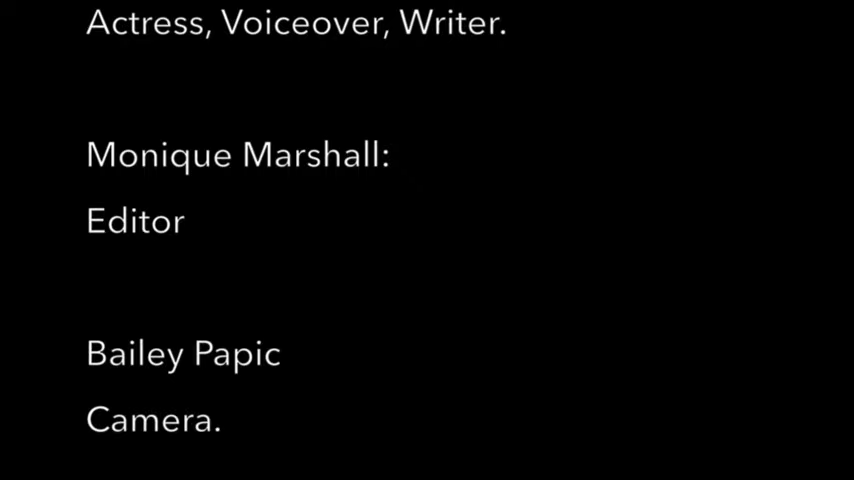 Actress, Voiceover, Writer.
Monique Marshall:
Editor
Bailey Papic
Camera.